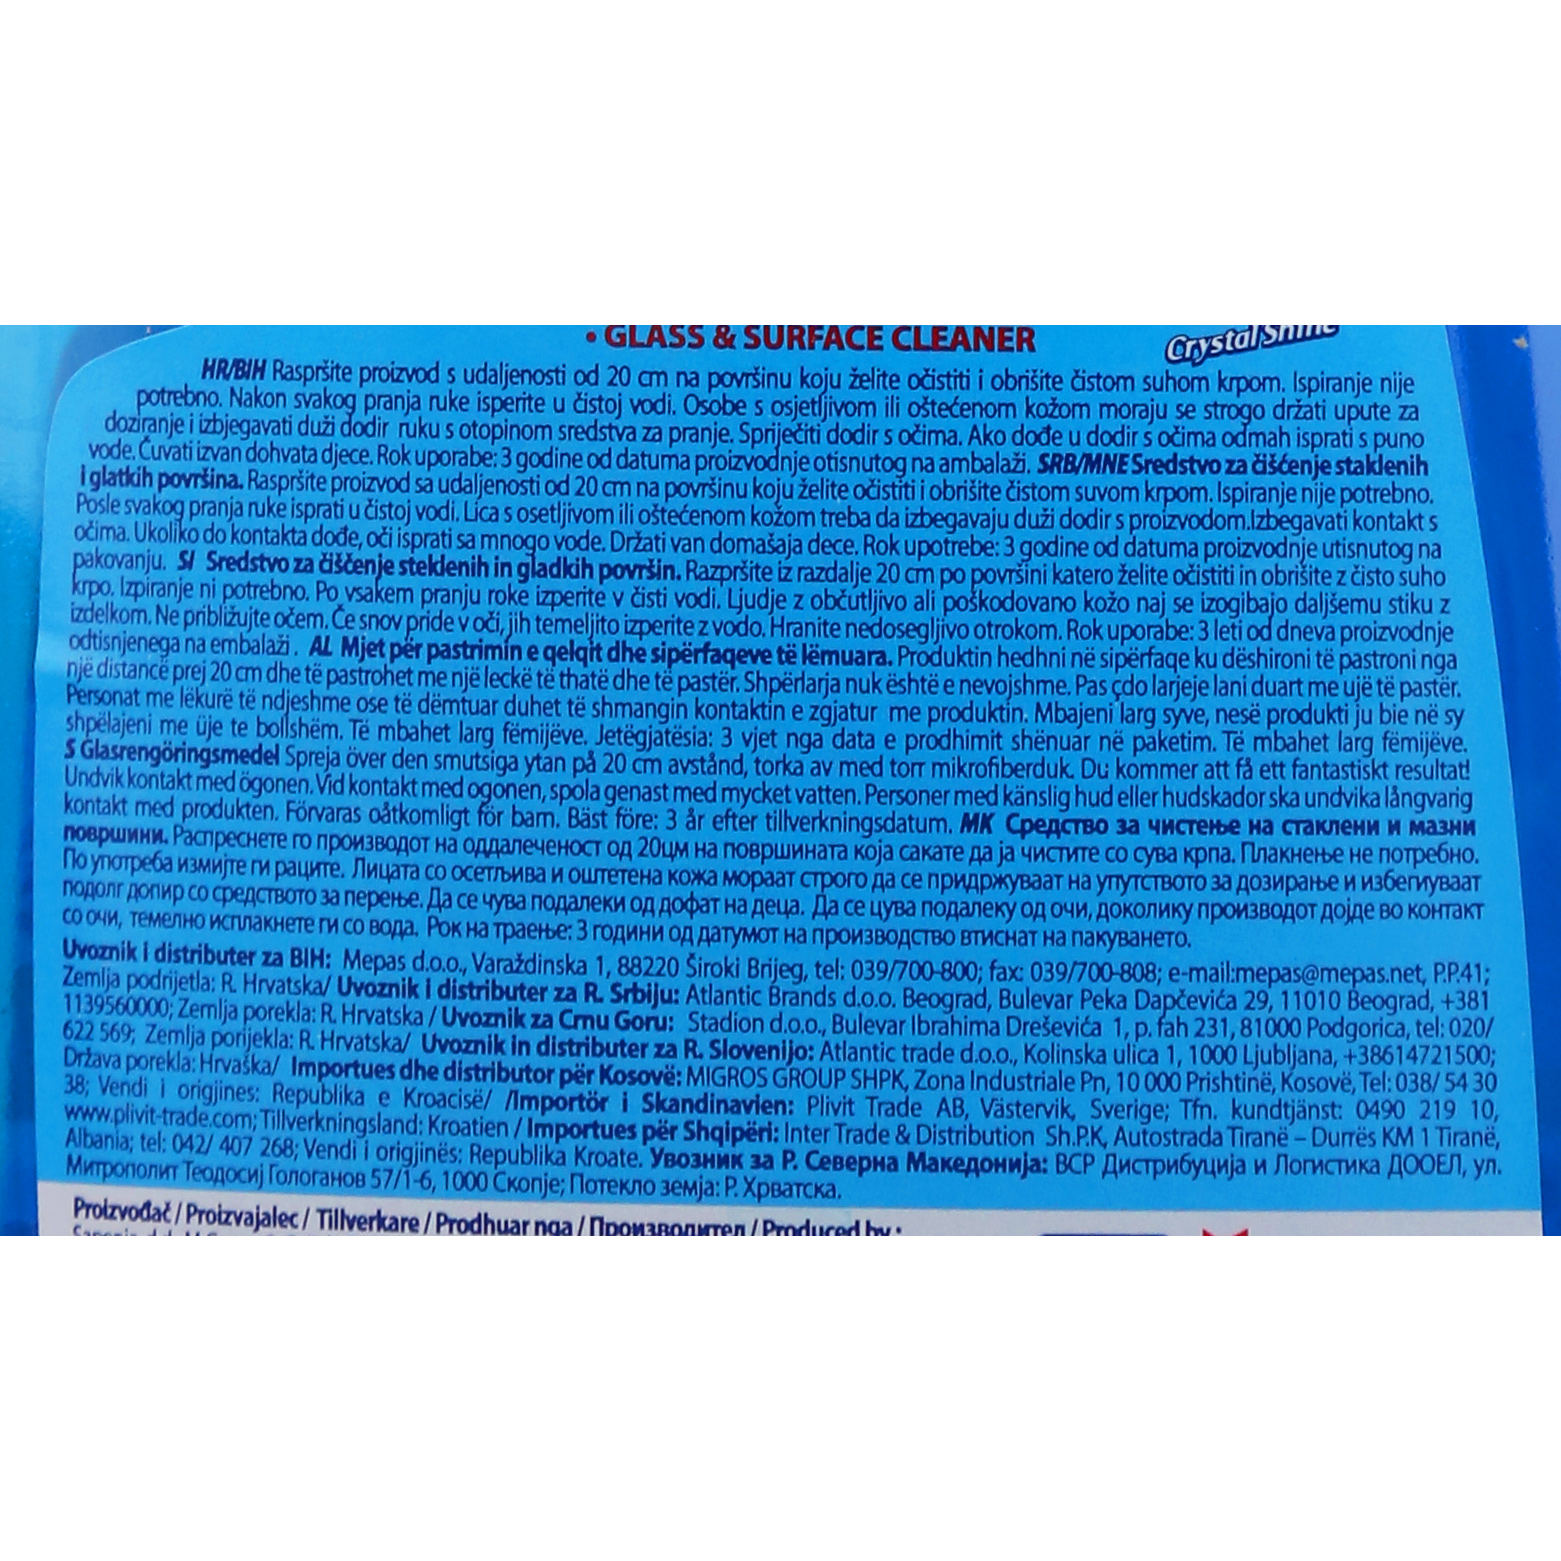 • GLASS & SURFACE CLEANER
Crystal Shine
HR/BIH Raspršite proizvod s udaljenosti od 20 cm na površinu koju želite očistiti i obrišite čistom suhom krpom. Ispiranje nije
potrebno. Nakon svakog pranja ruke isperite u čistoj vodi. Osobe s osjetljivom ili oštećenom kožom moraju se strogo držati upute za
doziranje i izbjegavati duži dodir ruku s otopinom sredstva za pranje. Spriječiti dodir s očima. Ako dođe u dodir s očima odmah isprati s puno
vode. Čuvati izvan dohvata djece. Rok uporabe: 3 godine od datuma proizvodnje otisnutog na ambalaži. SRB/MNE Sredstvo za čišćenje staklenih
i glatkih površina. Raspršite proizvod sa udaljenosti od 20 cm na površinu koju želite očistiti i obrišite čistom suvom krpom. Ispiranje nije potrebno.
Posle svakog pranja ruke isprati u čistoj vodi. Lica s osetljivom ili oštećenom kožom treba da izbegavaju duži dodir s proizvodom.Izbegavati kontakt s
očima. Ukoliko do kontakta dođe, oči isprati sa mnogo vode. Držati van domašaja dece. Rok upotrebe: 3 godine od datuma proizvodnje utisnutog na
pakovanju. SI Sredstvo za čiščenje steklenih in gladkih površin. Razpršite iz razdalje 20 cm po površini katero želite očistiti in obrišite z čisto suho
krpo. Izpiranje ni potrebno. Po vsakem pranju roke izperite v čisti vodi. Ljudje z občutljivo ali poškodovano kožo naj se izogibajo daljšemu stiku z
izdelkom. Ne približujte očem. Če snov pride v oči, jih temeljito izperite z vodo. Hranite nedosegljivo otrokom. Rok uporabe: 3 leti od dneva proizvodnje
odtisnjenega na embalaži. AL Mjet për pastrimin e qelqit dhe sipërfaqeve të lëmuara. Produktin hedhni në sipërfaqe ku dëshironi të pastroni nga
një distancë prej 20 cm dhe të pastrohet me një leckë të thatë dhe të pastër. Shpërlarja nuk është e nevojshme. Pas çdo larjeje lani duart me ujë të pastër.
Personat me lëkurë të ndjeshme ose të dëmtuar duhet të shmangin kontaktin e zgjatur me produktin. Mbajeni larg syve, nesë produkti ju bie në sy
shpëlajeni me üje te bollshëm. Të mbahet larg fëmijëve. Jetëgjatësia: 3 vjet nga data e prodhimit shënuar në paketim. Të mbahet larg fëmijëve.
S Glasrengöringsmedel Spreja över den smutsiga ytan på 20 cm avstånd, torka av med torr mikrofiberduk. Du kommer att få ett fantastiskt resultat!
Undvik kontakt med ögonen. Vid kontakt med ogonen, spola genast med mycket vatten. Personer med känslig hud eller hudskador ska undvika långvarig
kontakt med produkten. Förvaras oåtkomligt för barn. Bäst före: 3 år efter tillverkningsdatum. МК Средство за чистење на стаклени и мазни
површини. Распреснете го производот на оддалеченост од 20цм на површината која сакате да ја чистите со сува крпа. Плакнење не потребно.
По употреба измијте ги раците. Лицата со осетљива и оштетена кожа мораат строго да се придржуваат на упутството за дозирање и избегнуваат
подолг допир со средството за перење. Да се чува подалеки од дофат на деца. Да се цува подалеку од очи, доколику производот дојде во контакт
со очи, темелно исплакнете ги со вода. Рок на траење: 3 години од датумот на производство втиснат на пакувањето.
Uvoznik i distributer za BIH: Mepas d.o.o., Varaždinska 1, 88220 Široki Brijeg, tel: 039/700-800; fax: 039/700-808; e-mail:mepas@mepas.net, P.P.41;
Zemlja podrijetla: R. Hrvatska/ Uvoznik i distributer za R. Srbiju: Atlantic Brands d.o.o. Beograd, Bulevar Peka Dapčevića 29, 11010 Beograd, +381
1139560000; Zemlja porekla: R. Hrvatska / Uvoznik za Crnu Goru: Stadion d.o.o., Bulevar Ibrahima Dreševića 1, p. fah 231, 81000 Podgorica, tel: 020/
622 569; Zemlja porijekla: R. Hrvatska/ Uvoznik in distributer za R. Slovenijo: Atlantic trade d.o.o., Kolinska ulica 1, 1000 Ljubljana, +38614721500;
Država porekla: Hrvaška/ Importues dhe distributor për Kosovë: MIGROS GROUP SHPK, Zona Industriale Pn, 10 000 Prishtinë, Kosovë, Tel: 038/ 54 30
38; Vendi i origjines: Republika e Kroacisë/ /Importör i Skandinavien: Plivit Trade AB, Västervik, Sverige; Tfn. kundtjänst: 0490 219 10,
www.plivit-trade.com; Tillverkningsland: Kroatien / Importues për Shqipëri: Inter Trade & Distribution Sh.P.K, Autostrada Tiranë – Durrës KM 1 Tiranë,
Albania; tel: 042/ 407 268; Vendi i origjinës: Republika Kroate. Увозник за Р. Северна Македонија: ВСР Дистрибуција и Логистика ДООЕЛ, ул.
Митрополит Теодосиј Гологанов 57/1-6, 1000 Скопје; Потекло земја: Р. Хрватска.
Proizvođač / Proizvajalec / Tillverkare / Prodhuar nga / Производител / Produced by: